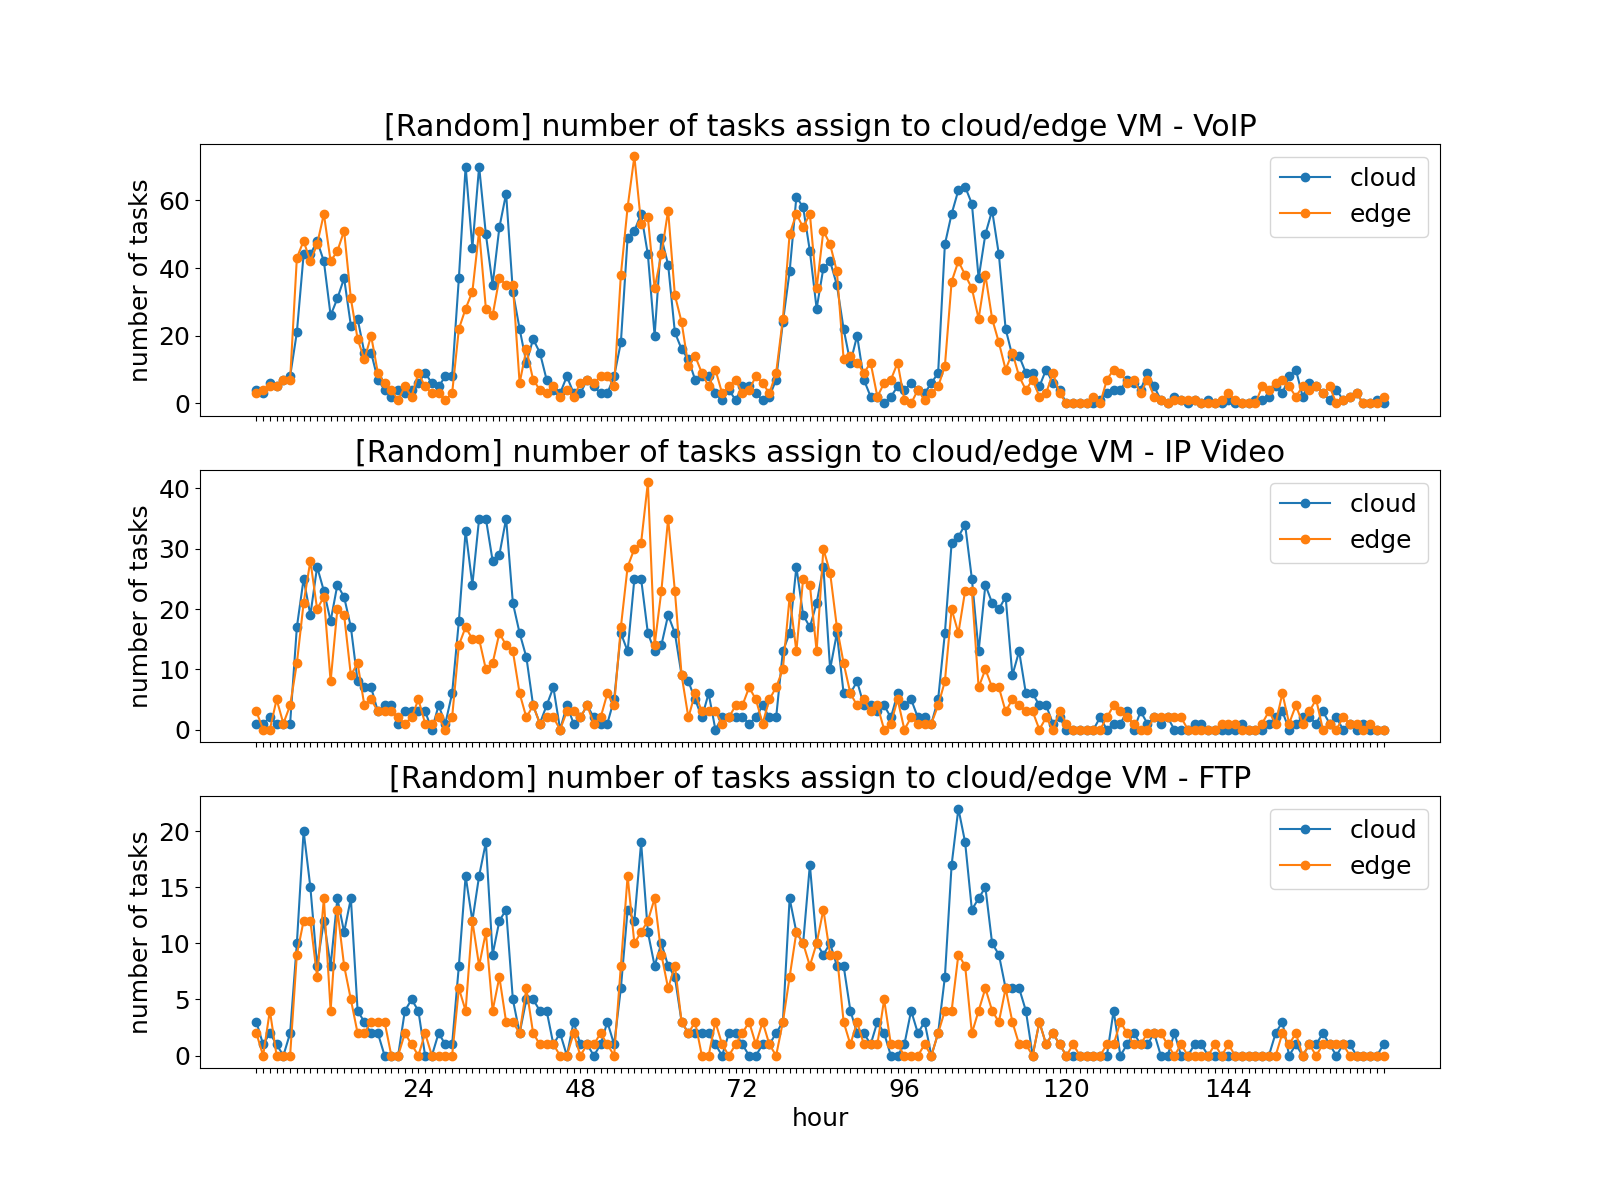 [Random] number of tasks assign to cloud/edge VM - VoIP
number of tasks
60
40
20
0
cloud
edge
[Random] number of tasks assign to cloud/edge VM - IP Video
number of tasks
40
30
20
10
0
cloud
edge
[Random] number of tasks assign to cloud/edge VM - FTP
number of tasks
20
15
10
5
0
cloud
edge
24 48 72 96 120 144
hour